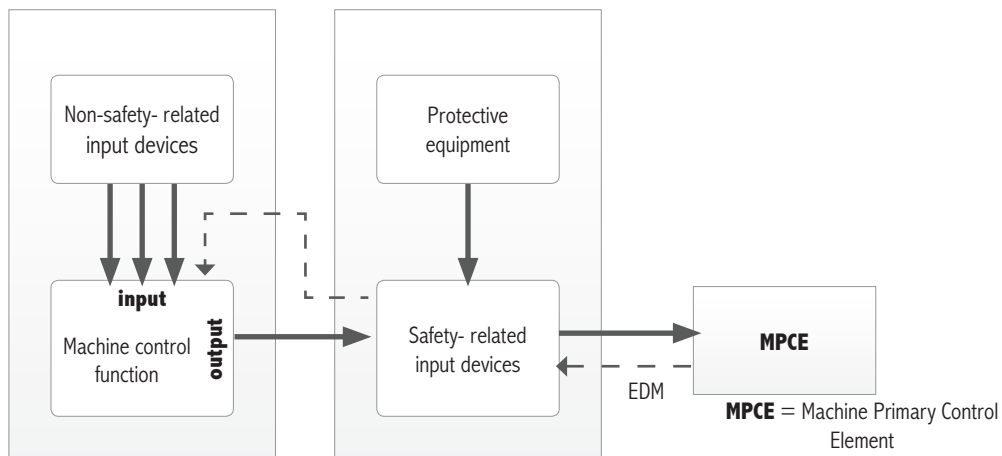 Non-safety- related
input devices
Protective
equipment
input
Machine control
function
output
Safety- related
input devices
MPCE
EDM
MPCE = Machine Primary Control
Element